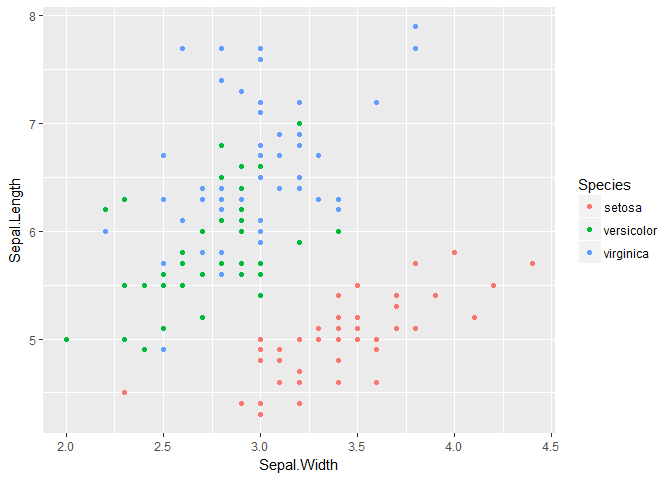 8
7
6
5
Sepal.Length
2.0 2.5 3.0 3.5 4.0 4.5
Sepal.Width
Species
setosa
versicolor
virginica